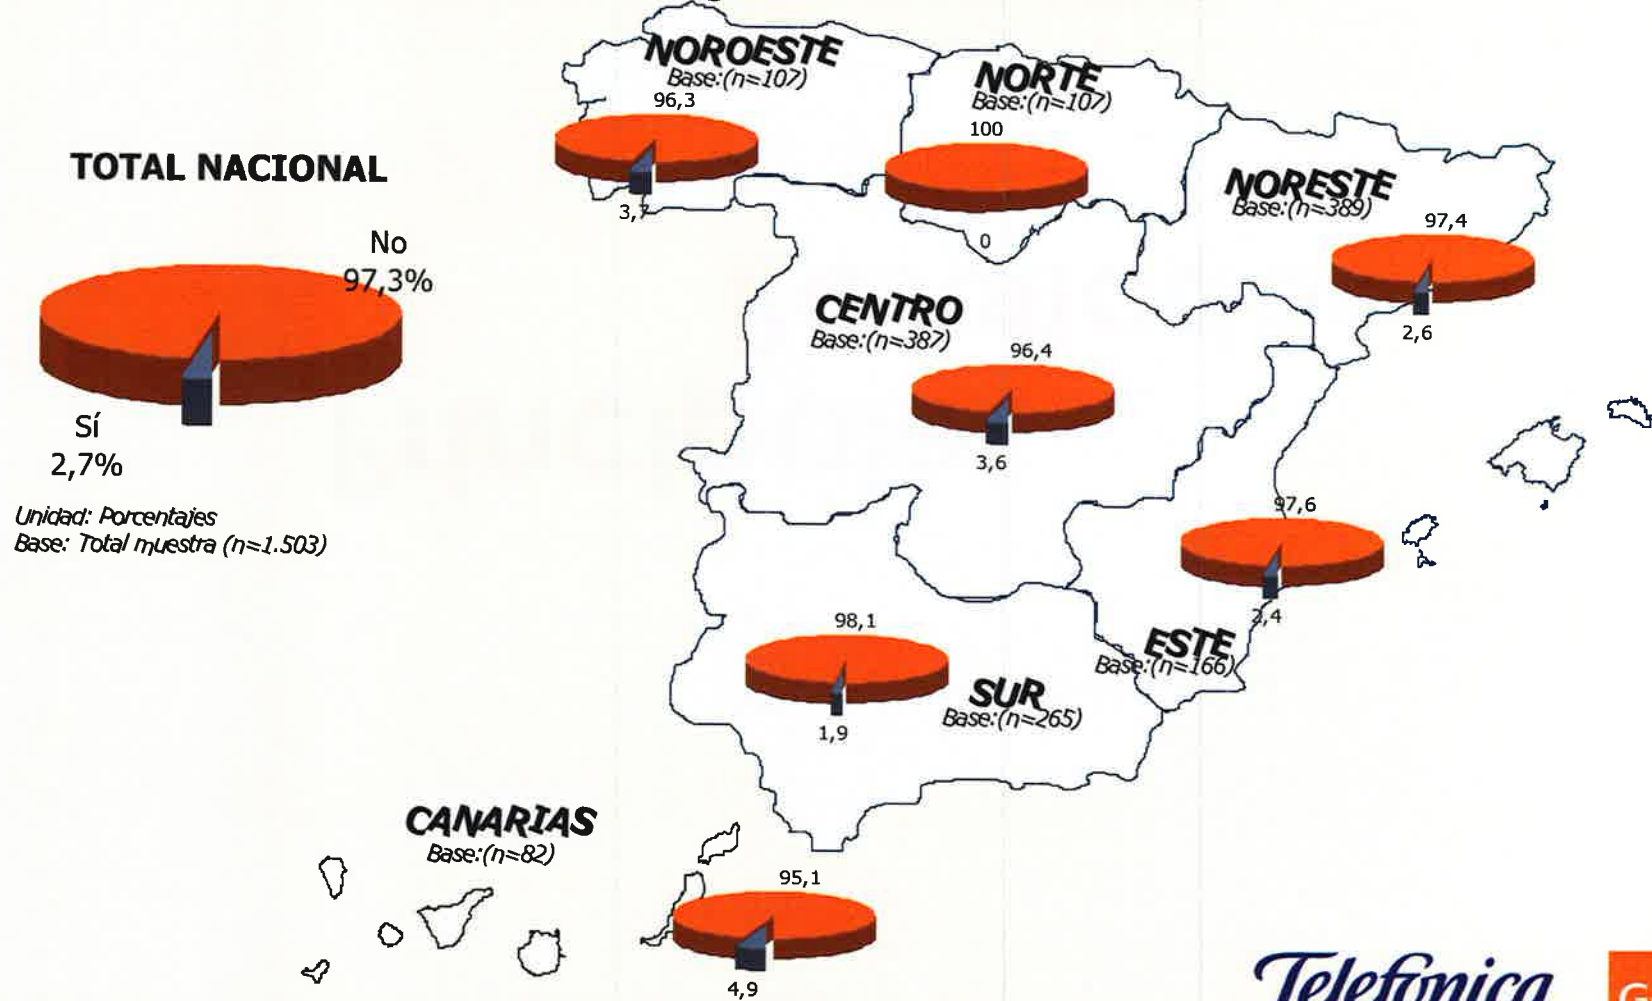 NOROESTE
Base:(n=107)
96,3
3,7
NORTE
Base:(n=107)
100
0
TOTAL NACIONAL
No
97,3%
Sí
2,7%
Unidad: Porcentajes
Base: Total muestra (n=1.503)
NORESTE
Base:(n=389)
97,4
2,6
CENTRO
Base:(n=387)
96,4
3,6
97,6
2,4
ESTE
Base:(n=166)
98,1
1,9
SUR
Base:(n=265)
CANARIAS
Base:(n=82)
95,1
4,9
Telefónica